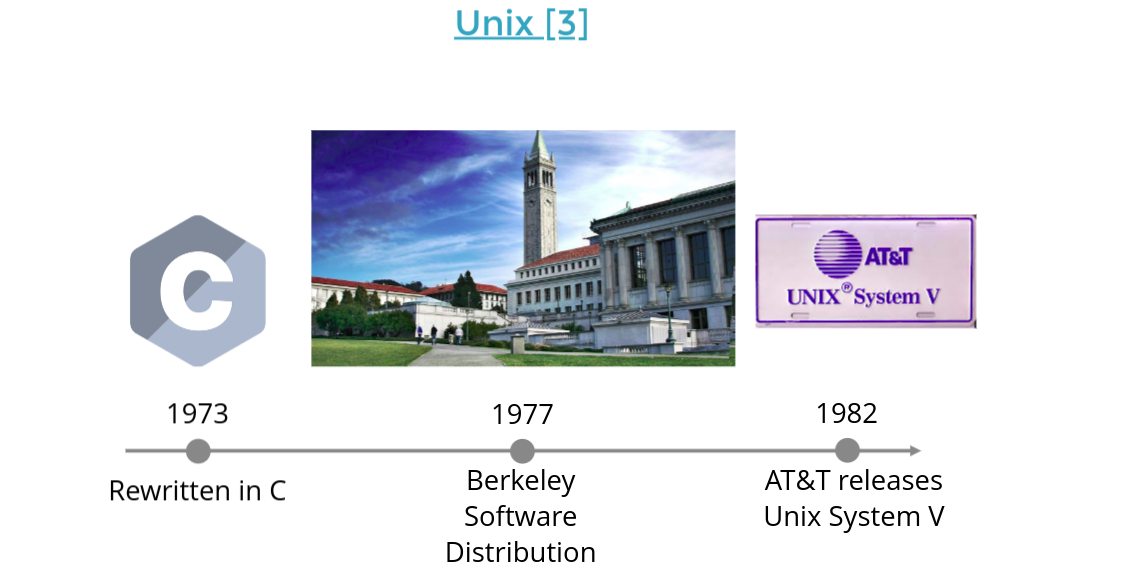 Unix [3]
C
AT&T
UNIX® System V
1973
1977
1982
Rewritten in C
Berkeley
Software
Distribution
AT&T releases
Unix System V